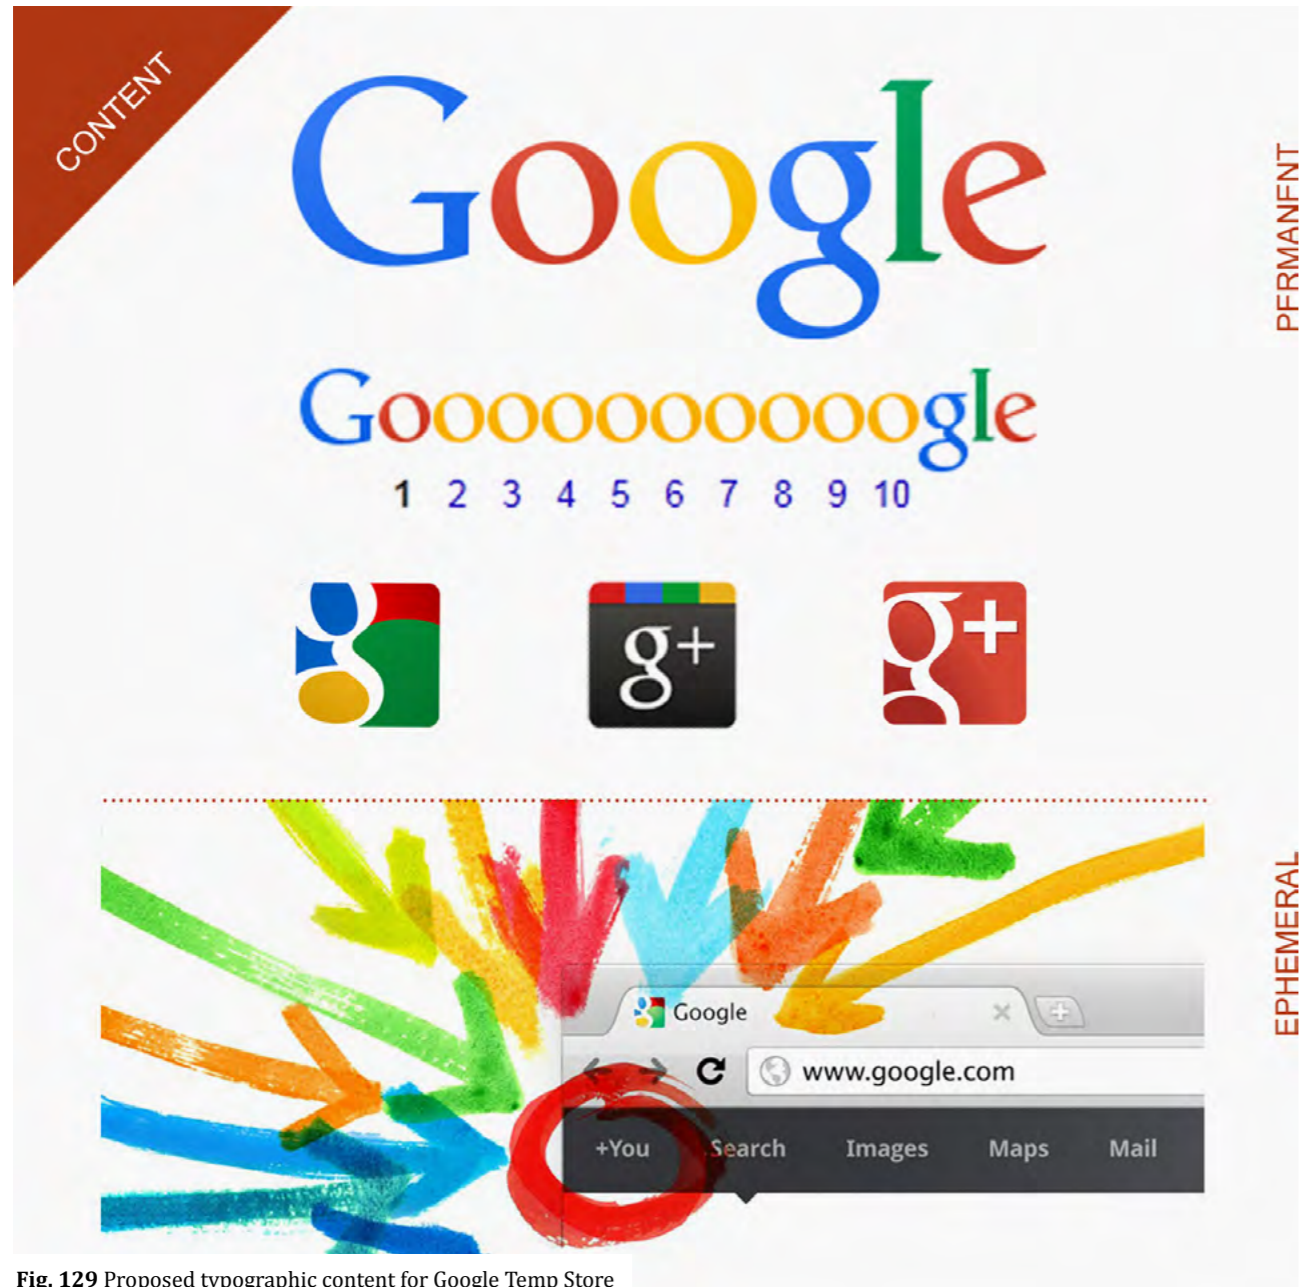 CONTENT
Google
PERMANENT
Goooooooooogle
1 2 3 4 5 6 7 8 9 10
g g+ g+
EPHEMERAL
Google
www.google.com
+You Search Images Maps Mail
Fig. 129 Proposed typographic content for Google Temp Store